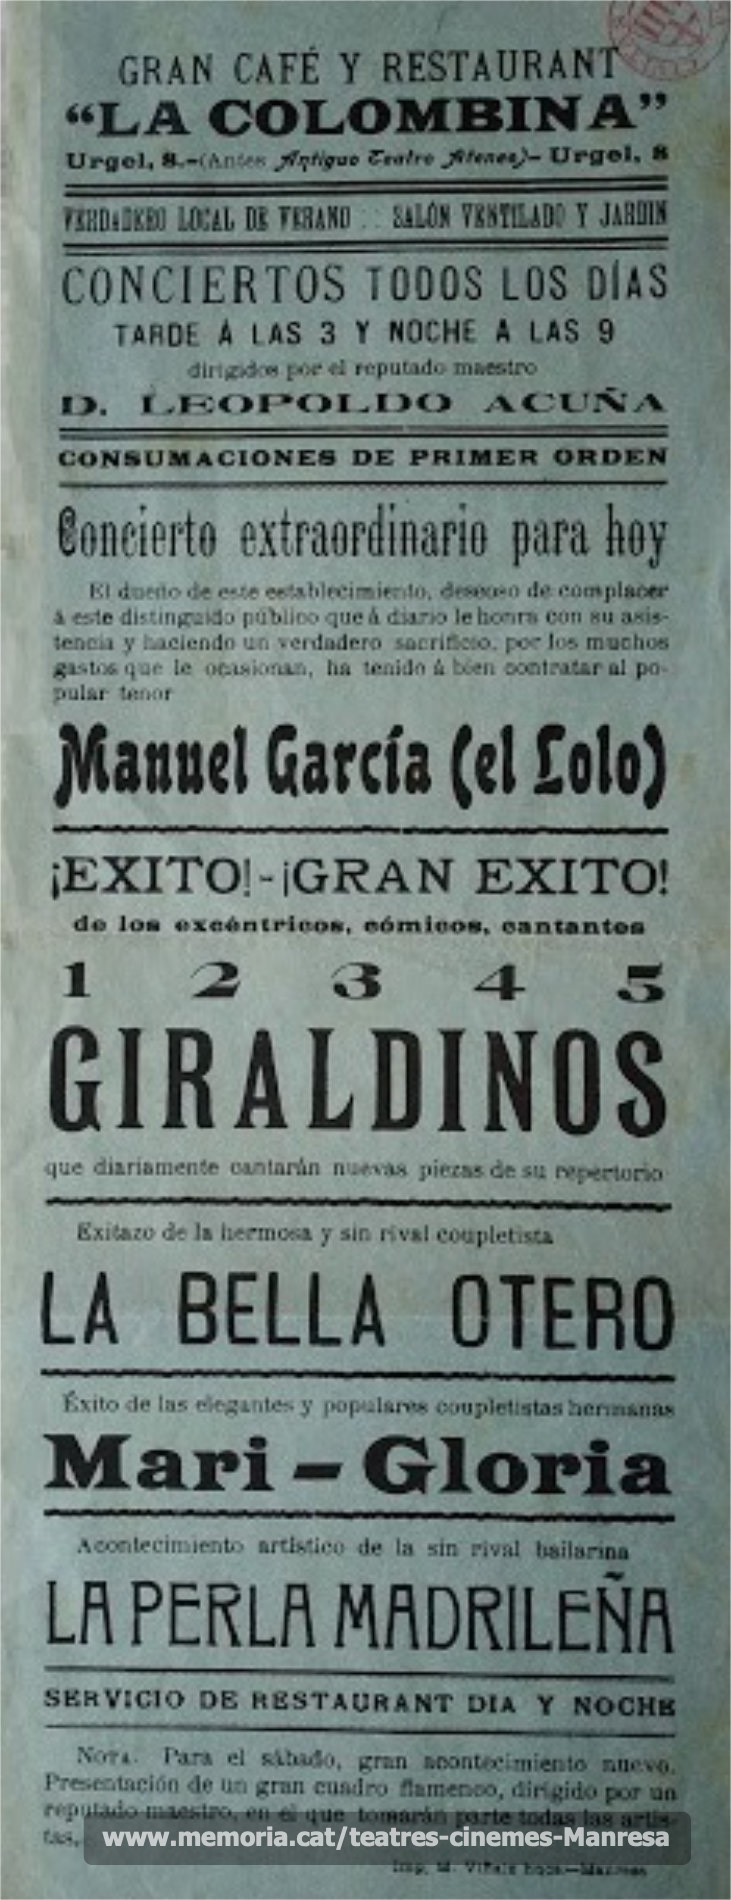 GRAN CAFÉ Y RESTAURANT
“LA COLOMBINA”
Urgel, 8.-(Antes Antiguo Teatro Ateneo)- Urgel, 8
VERDADERO LOCAL DE VERANO :: SALÓN VENTILADO Y JARDIN
CONCIERTOS TODOS LOS DÍAS
TARDE Á LAS 3 Y NOCHE A LAS 9
dirigidos por el reputado maestro
D. LEOPOLDO ACUÑA
CONSUMACIONES DE PRIMER ORDEN
Concierto extraordinario para hoy
El dueño de este establecimiento, deseoso de complacer
á este distinguido público que á diario le honra con su asis-
tencia y haciendo un verdadero sacrificio, por los muchos
gastos que le ocasionan, ha tenido á bien contratar al po-
pular tenor
Manuel García (el Lolo)
¡EXITO!-¡GRAN EXITO!
de los excéntricos, cómicos, cantantes
1 2 3 4 5
GIRALDINOS
que diariamente cantarán nuevas piezas de su repertorio
Exitazo de la hermosa y sin rival coupletista
LA BELLA OTERO
Éxito de las elegantes y populares coupletistas hermanas
Mari-Gloria
Acontecimiento artístico de la sin rival bailarina
LA PERLA MADRILEÑA
SERVICIO DE RESTAURANT DIA Y NOCHE
NOTA. Para el sábado, gran acontecimiento nuevo.
Presentación de un gran cuadro flamenco, dirigido por un
reputado maestro, en el que tomarán parte todas las artis-
tas,
www.memoria.cat/teatres-cinemes-Manresa
Imp. M. Viñals hnos.—Manresa